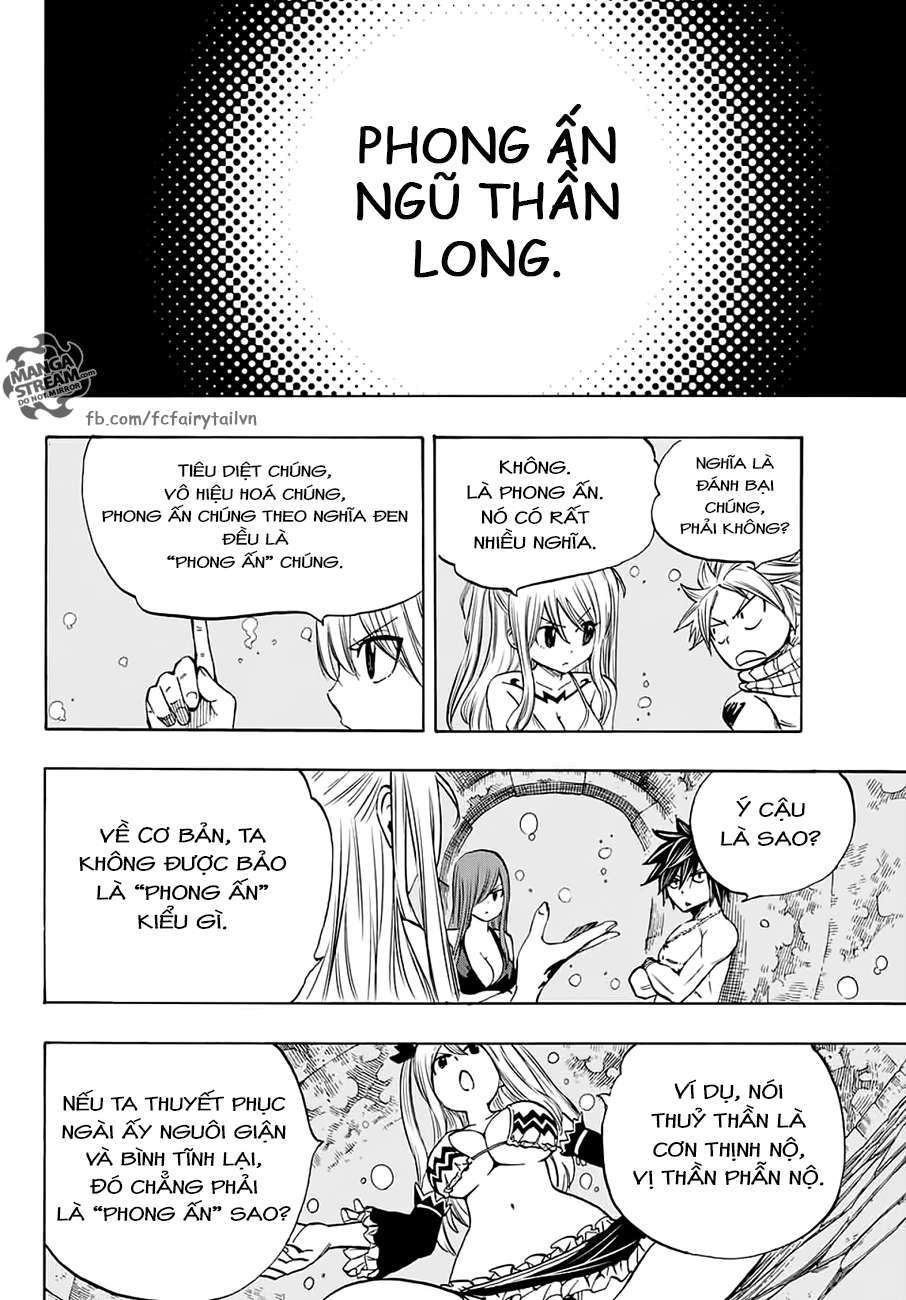 PHONG ẤN
NGŨ THẦN
LONG.
MANGA
STREAM.com
DO NOT MIRROR!
fb.com/fcfairytailvn
NGHĨA LÀ
ĐÁNH BẠI
CHÚNG,
PHẢI KHÔNG?
KHÔNG.
LÀ PHONG ẤN.
NÓ CÓ RẤT
NHIỀU NGHĨA.
TIÊU DIỆT CHÚNG,
VÔ HIỆU HOÁ CHÚNG,
PHONG ẤN CHÚNG THEO NGHĨA ĐEN
ĐỀU LÀ
“PHONG ẤN” CHÚNG.
Ý CẬU
LÀ SAO?
VỀ CƠ BẢN, TA
KHÔNG ĐƯỢC BẢO
LÀ “PHONG ẤN”
KIỂU GÌ.
VÍ DỤ, NÓI
THUỶ THẦN LÀ
CƠN THỊNH NỘ,
VỊ THẦN PHẪN NỘ.
NẾU TA THUYẾT PHỤC
NGÀI ẤY NGUÔI GIẬN
VÀ BÌNH TĨNH LẠI,
ĐÓ CHẲNG PHẢI
LÀ “PHONG ẤN” SAO?